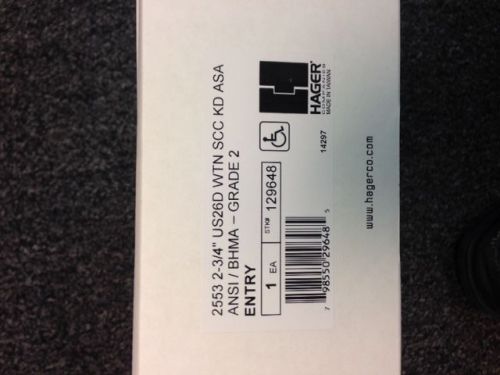 2553 2-3/4" US26D WTN SCC KD ASA
ANSI / BHMA – GRADE 2
ENTRY
1 EA
STK# 129648
7 98550 29648 5
HAGER
COMPANIES
MADE IN TAIWAN
14297
www.hagerco.com